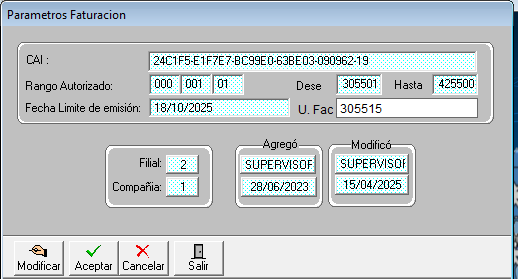 Parametros Faturacion
CAI : 24C1F5-E1F7E7-BC99E0-63BE03-090962-19
Rango Autorizado: 000 001 01 Dese 305501 Hasta 425500
Fecha Limite de emisión: 18/10/2025 U. Fac 305515
Agregó Modificó
Filial: 2 SUPERVISOF SUPERVISOF
Compañia: 1 28/06/2023 15/04/2025
Modificar Aceptar Cancelar Salir